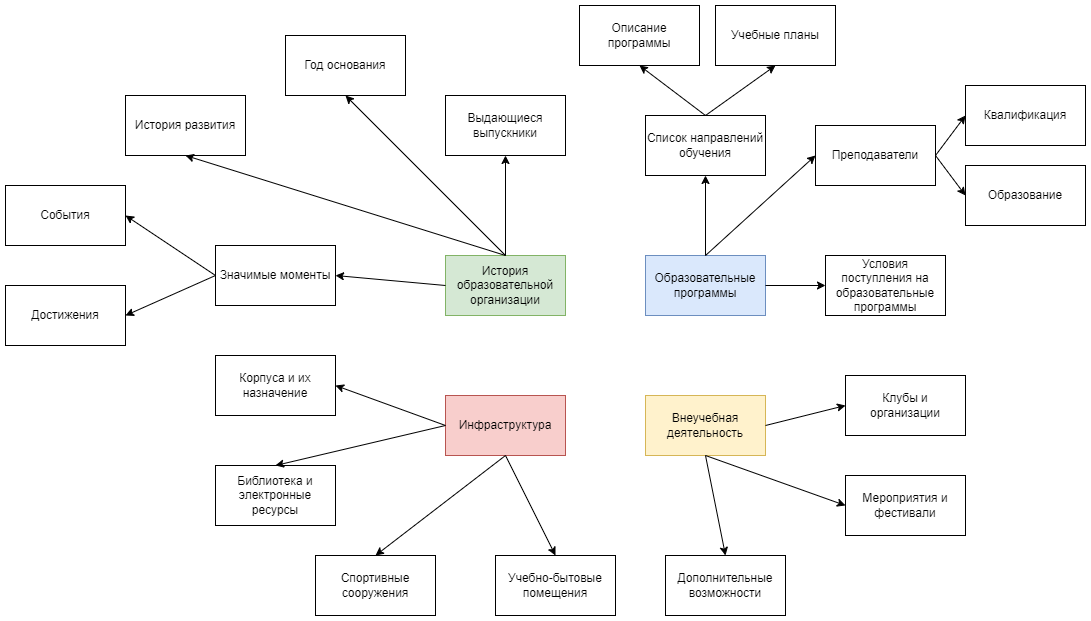 Описание
программы
Учебные планы
Год основания
История развития
Выдающиеся
выпускники
Список направлений
обучения
Преподаватели
Квалификация
Образование
События
Значимые моменты
Достижения
История
образовательной
организации
Образовательные
программы
Условия
поступления на
образовательные
программы
Корпуса и их
назначение
Инфраструктура
Внеучебная
деятельность
Клубы и
организации
Библиотека и
электронные
ресурсы
Мероприятия и
фестивали
Спортивные
сооружения
Учебно-бытовые
помещения
Дополнительные
возможности